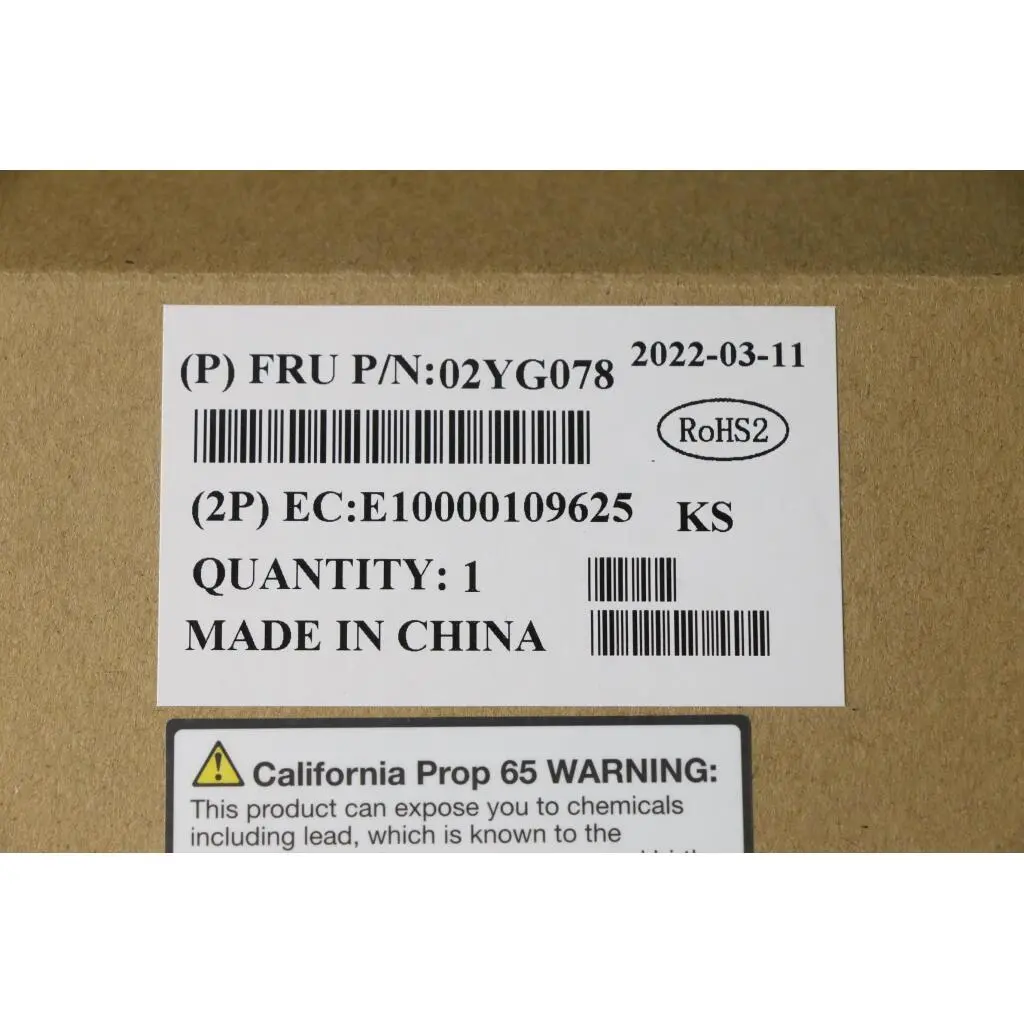 (P) FRU P/N:02YG078 2022-03-11
RoHS2
(2P) EC:E10000109625 KS
QUANTITY: 1
MADE IN CHINA
California Prop 65 WARNING:
This product can expose you to chemicals
including lead, which is known to the